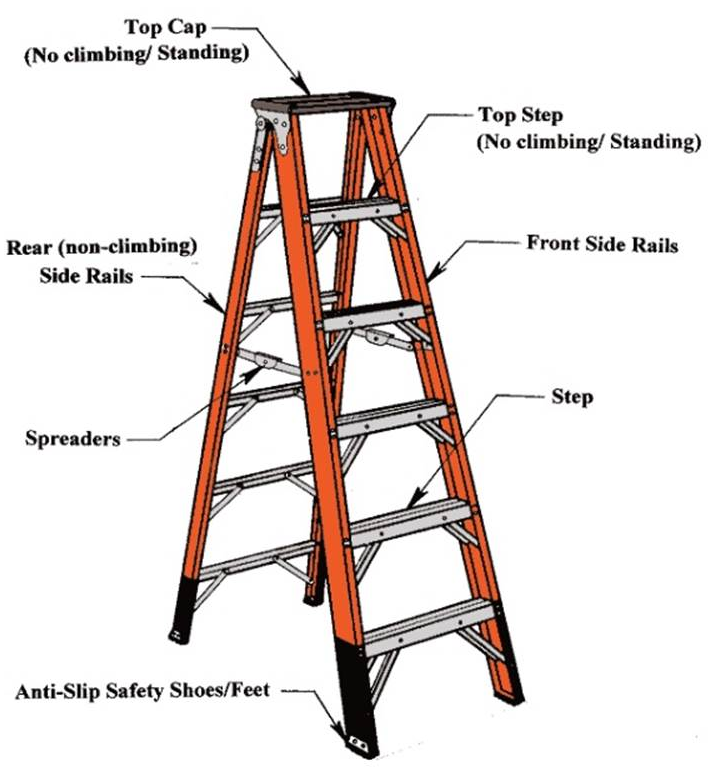 Top Cap
(No climbing/ Standing)
Top Step
(No climbing/ Standing)
Rear (non-climbing)
Side Rails
Front Side Rails
Step
Spreaders
Anti-Slip Safety Shoes/Feet